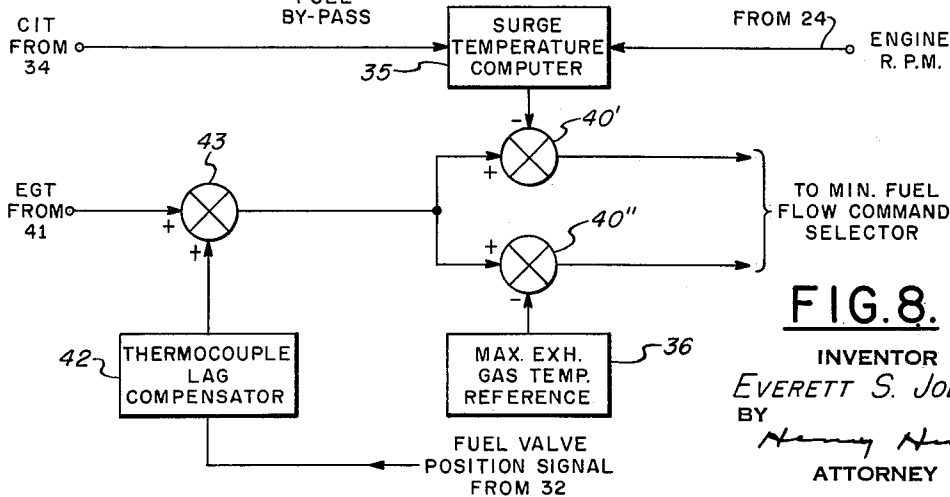 BY-PASS
CIT
FROM
34
SURGE
TEMPERATURE
COMPUTER
35
FROM 24
ENGINE
R. P. M.
-
40'
+
43
EGT
FROM
41
+
+
TO MIN. FUEL
FLOW COMMAND
SELECTOR
+
40"
-
42
THERMOCOUPLE
LAG
COMPENSATOR
MAX. EXH.
GAS TEMP.
REFERENCE
36
FUEL VALVE
POSITION SIGNAL
FROM 32
FIG.8.
INVENTOR
EVERETT S.
BY
Henry
ATTORNEY